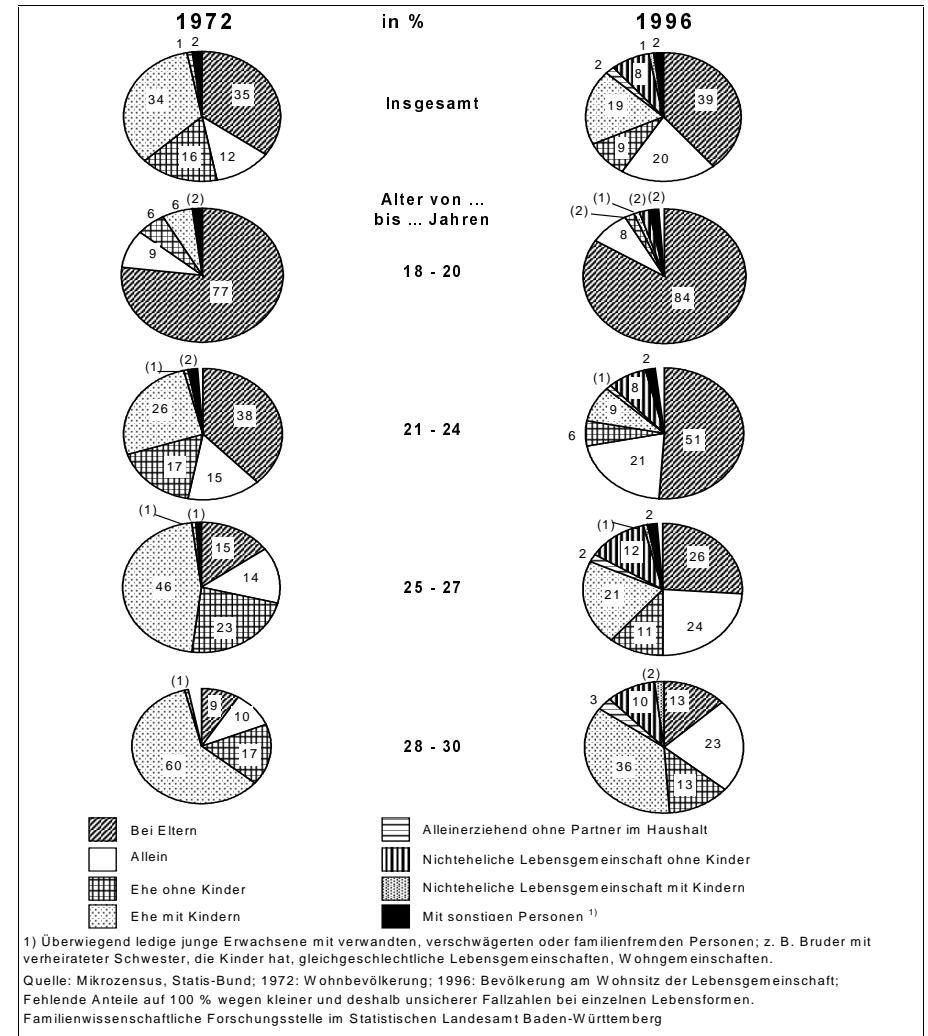 1972 in % 1996
1 2
35
12
16
34
Insgesamt
1 2
39
20
9
19
2
8
Alter von ...
bis ... Jahren
6 6 (2)
9
77
18 - 20
(2) (1) (2) (2)
8
84
(1) (2)
38
15
17
26
21 - 24
2
(1)
8
51
21
6
9
(1) (1)
15
14
23
46
25 - 27
2
(1)
12
26
24
11
21
2
(1)
9
10
17
60
28 - 30
(2)
10
13
23
13
36
3
Bei Eltern
Allein
Ehe ohne Kinder
Ehe mit Kindern
Alleinerziehend ohne Partner im Haushalt
Nichteheliche Lebensgemeinschaft ohne Kinder
Nichteheliche Lebensgemeinschaft mit Kindern
Mit sonstigen Personen 1)
1) Überwiegend ledige junge Erwachsene mit verwandten, verschwägerten oder familienfremden Personen; z. B. Bruder mit
verheirateter Schwester, die Kinder hat, gleichgeschlechtliche Lebensgemeinschaften, Wohngemeinschaften.
Quelle: Mikrozensus, Statis-Bund; 1972: Wohnbevölkerung; 1996: Bevölkerung am Wohnsitz der Lebensgemeinschaft;
Fehlende Anteile auf 100 % wegen kleiner und deshalb unsicherer Fallzahlen bei einzelnen Lebensformen.
Familienwissenschaftliche Forschungsstelle im Statistischen Landesamt Baden-Württemberg